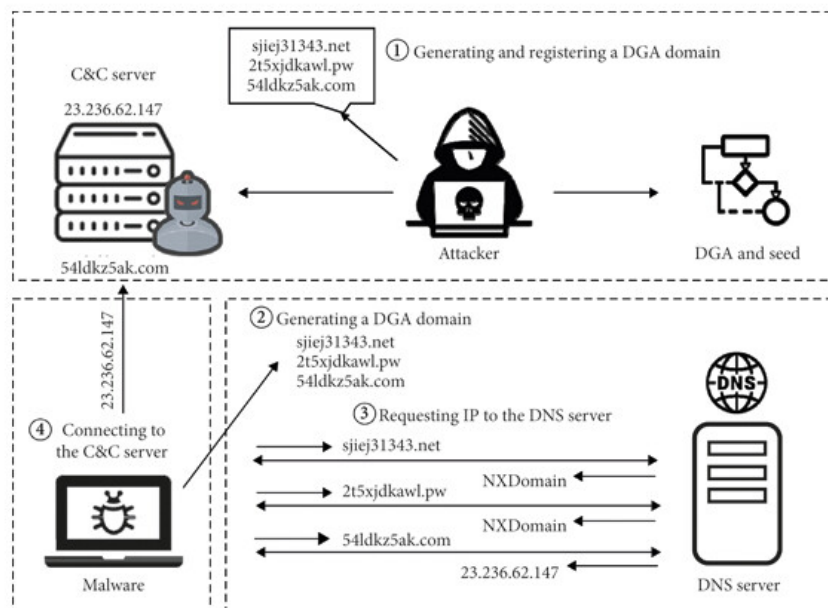 sjiej31343.net
2t5xjdkawl.pw
54ldkz5ak.com
① Generating and registering a DGA domain
C&C server
23.236.62.147
54ldkz5ak.com
Attacker
DGA and seed
23.236.62.147
② Generating a DGA domain
sjiej31343.net
2t5xjdkawl.pw
54ldkz5ak.com
③ Requesting IP to the DNS server
sjiej31343.net
NXDomain
2t5xjdkawl.pw
NXDomain
54ldkz5ak.com
23.236.62.147
DNS
DNS server
④ Connecting to
the C&C server
Malware